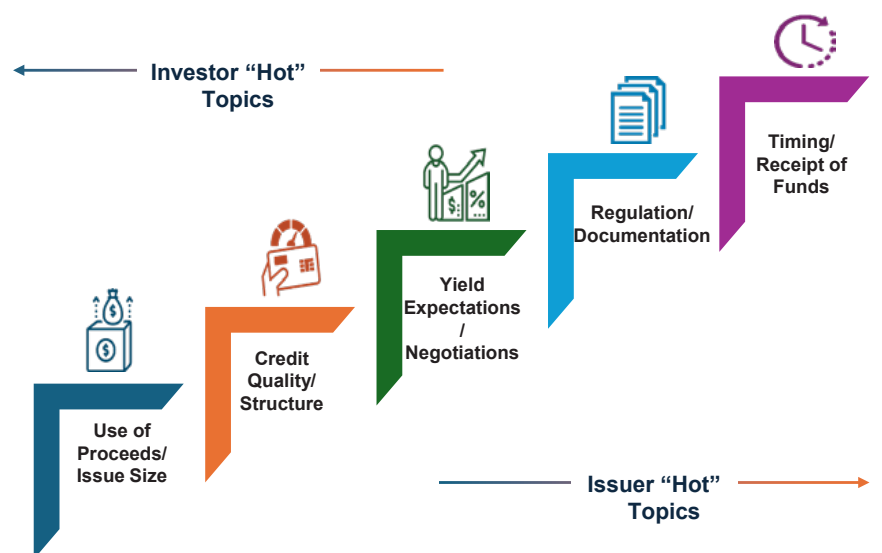 Investor “Hot”
Topics
Timing/
Receipt of
Funds
Regulation/
Documentation
Yield
Expectations
/
Negotiations
Credit
Quality/
Structure
Use of
Proceeds/
Issue Size
Issuer “Hot”
Topics
$
$
$
%